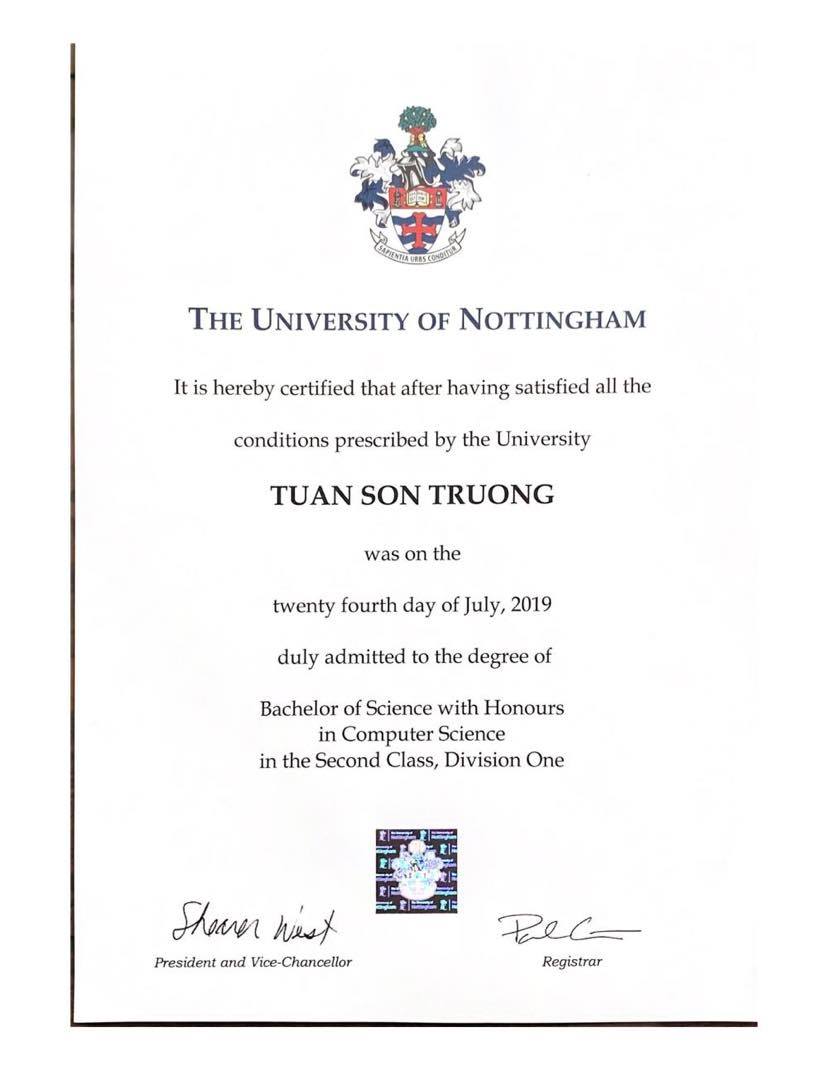 SAPIENTIA URBS CONDITUR
THE UNIVERSITY OF NOTTINGHAM
It is hereby certified that after having satisfied all the
conditions prescribed by the University
TUAN SON TRUONG
was on the
twenty fourth day of July, 2019
duly admitted to the degree of
Bachelor of Science with Honours
in Computer Science
in the Second Class, Division One
Shearer West
President and Vice-Chancellor
Registrar